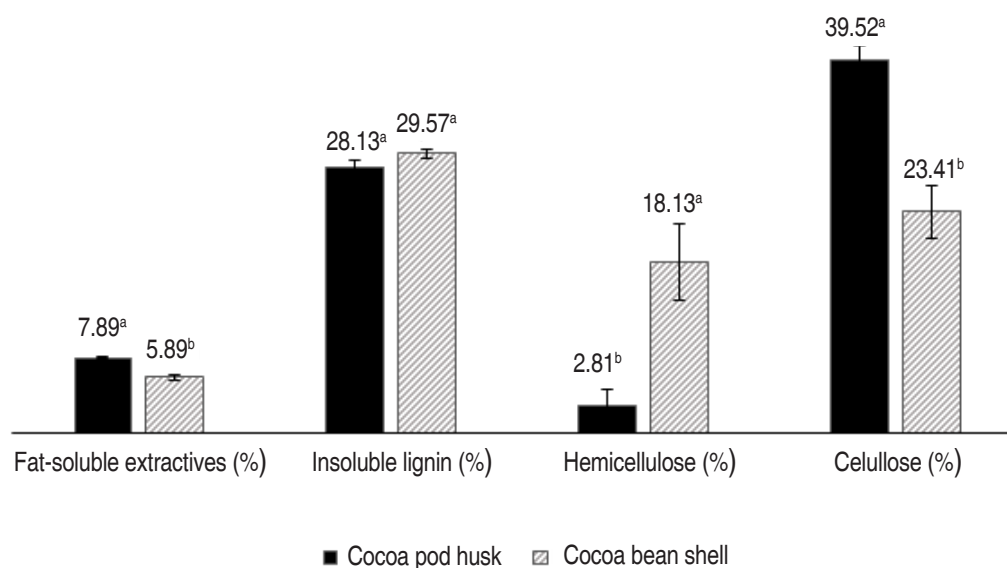 39.52ᵃ
28.13ᵃ 29.57ᵃ
23.41ᵇ
18.13ᵃ
7.89ᵃ
5.89ᵇ
2.81ᵇ
Fat-soluble extractives (%) Insoluble lignin (%) Hemicellulose (%) Celullose (%)
Cocoa pod husk Cocoa bean shell